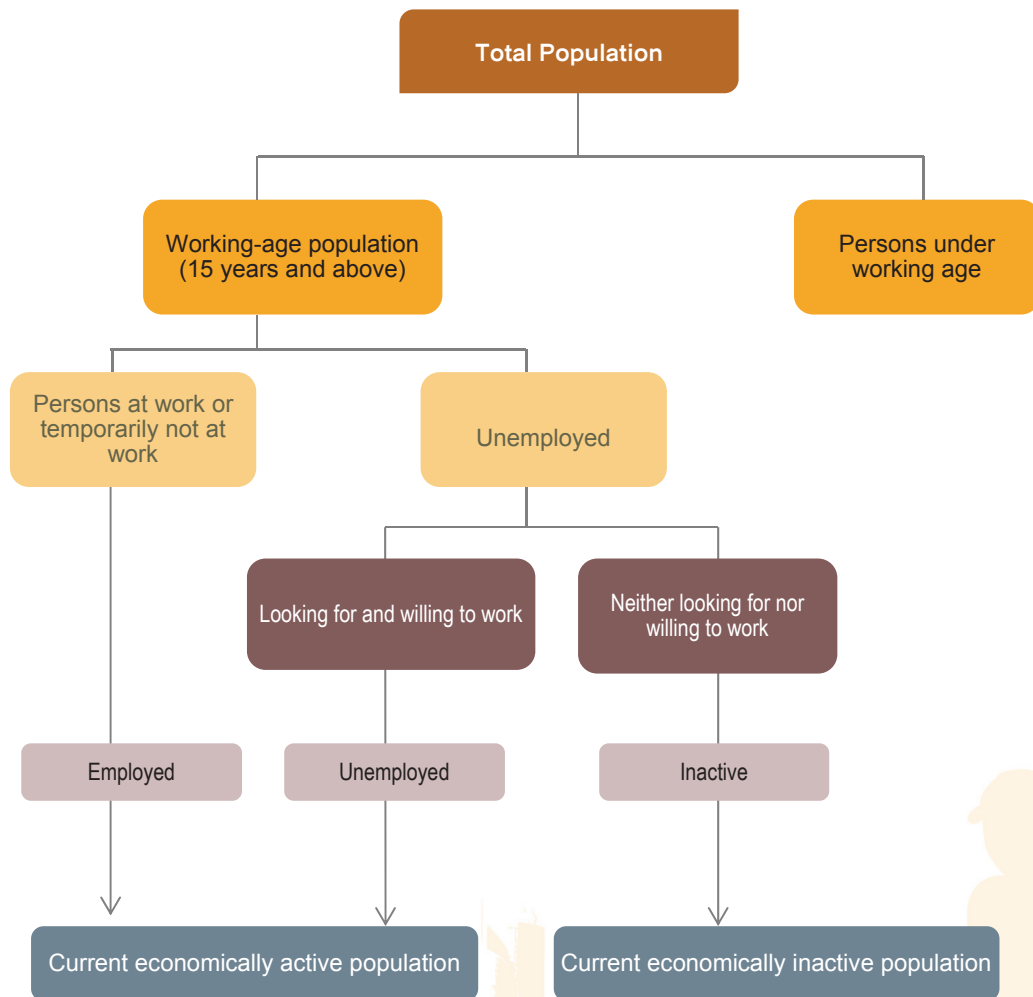 Total Population
Working-age population
(15 years and above)
Persons under
working age
Persons at work or
temporarily not at
work
Unemployed
Looking for and willing to work
Neither looking for nor
willing to work
Employed
Unemployed
Inactive
Current economically active population
Current economically inactive population